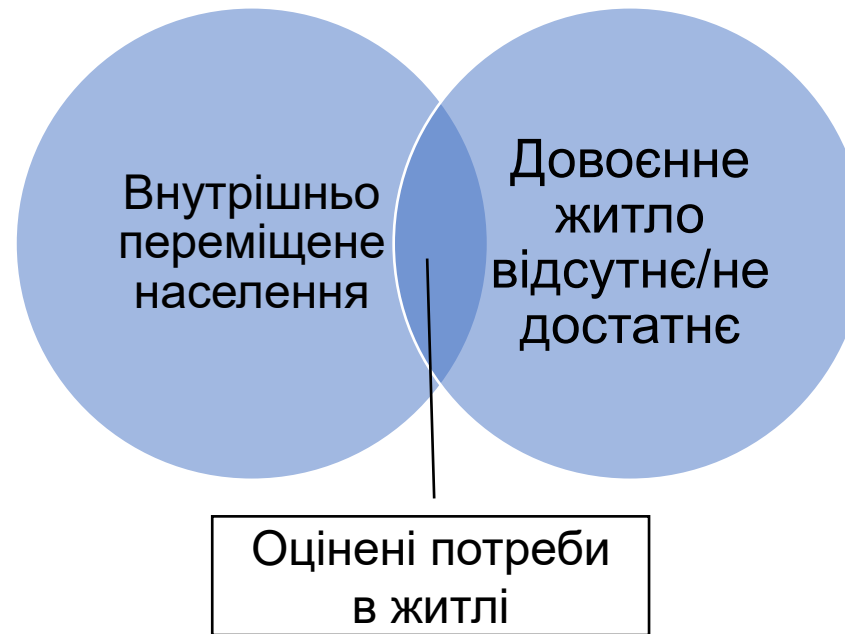 Внутрішньо
переміщене
населення
Довоєнне
житло
відсутнє/не
достатнє
Оцінені потреби
в житлі